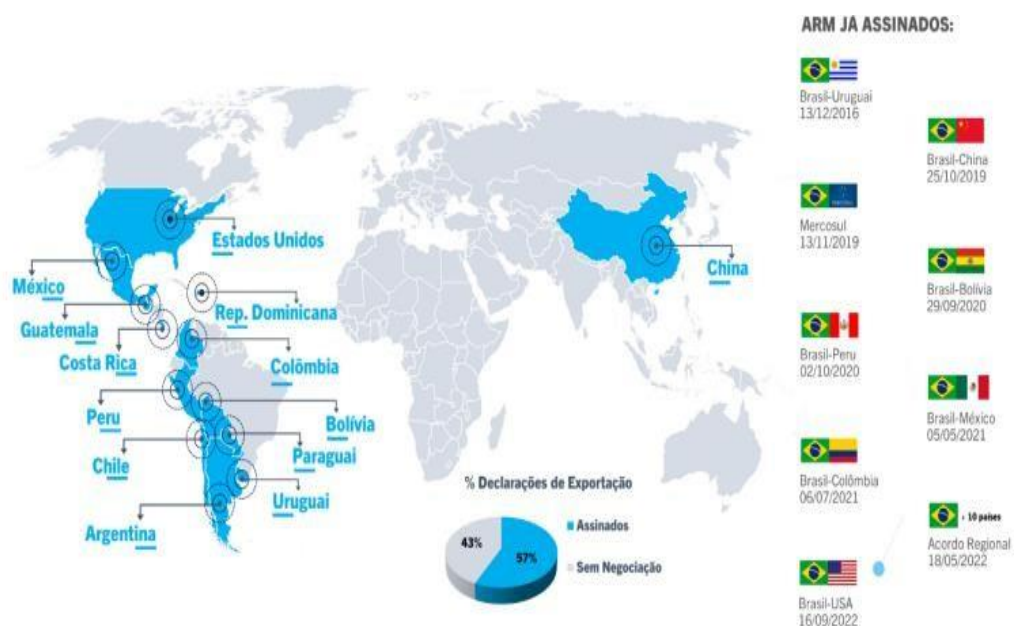 ARM JÁ ASSINADOS:
Brasil-Uruguai
13/12/2016
Brasil-China
25/10/2019
Mercosul
13/11/2019
Brasil-Bolívia
29/09/2020
Brasil-Peru
02/10/2020
Brasil-México
05/05/2021
Brasil-Colômbia
06/07/2021
+ 10 países
Acordo Regional
18/05/2022
Brasil-USA
16/09/2022
Estados Unidos
México
China
Rep. Dominicana
Guatemala
Costa Rica
Colômbia
Peru
Bolívia
Paraguai
Chile
Uruguai
Argentina
% Declarações de Exportação
43%
57%
Assinados
Sem Negociação